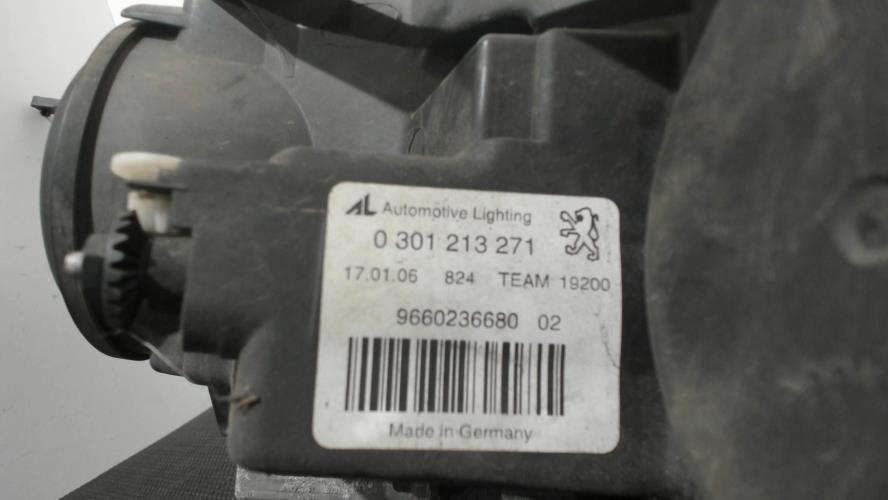 AL Automotive Lighting
0 301 213 271
17.01.06 824 TEAM 19200
9660236680 02
Made in Germany